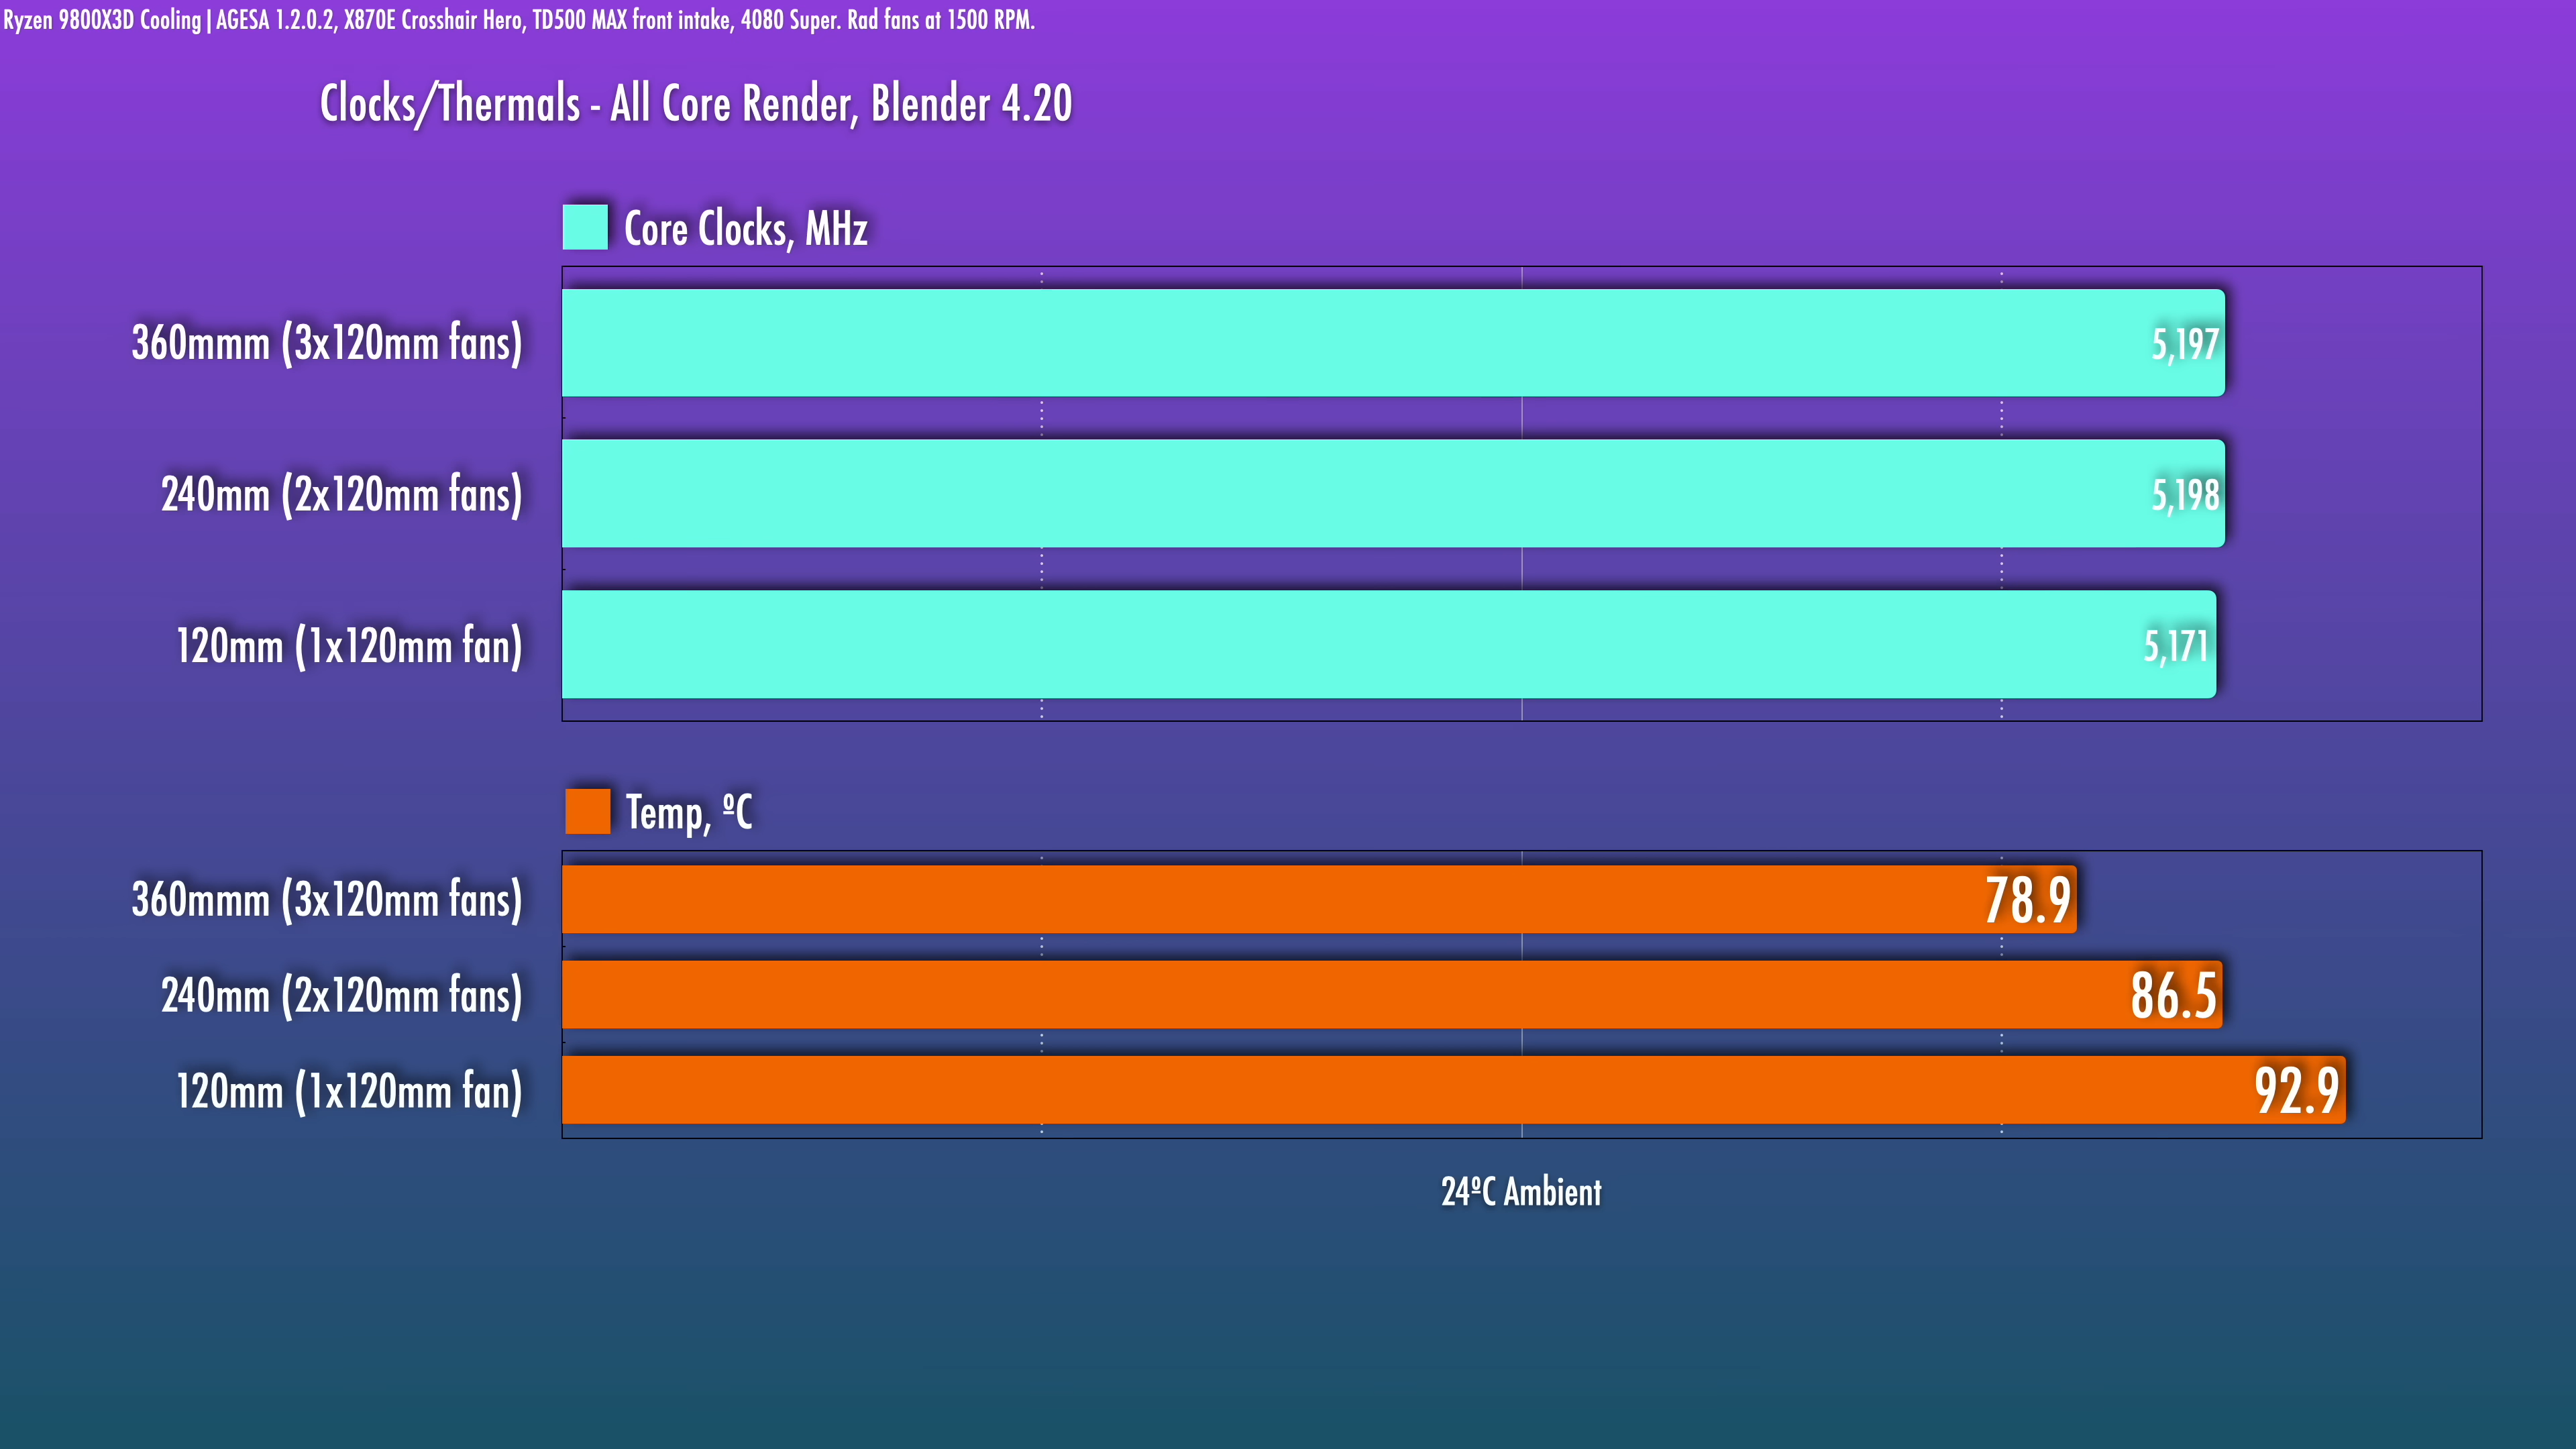 Ryzen 9800X3D Cooling | AGESA 1.2.0.2, X870E Crosshair Hero, TD500 MAX front intake, 4080 Super. Rad fans at 1500 RPM.
Clocks/Thermals - All Core Render, Blender 4.20
Core Clocks, MHz
360mmm (3x120mm fans) 5,197
240mm (2x120mm fans) 5,198
120mm (1x120mm fan) 5,171
Temp, ºC
360mmm (3x120mm fans) 78.9
240mm (2x120mm fans) 86.5
120mm (1x120mm fan) 92.9
24ºC Ambient